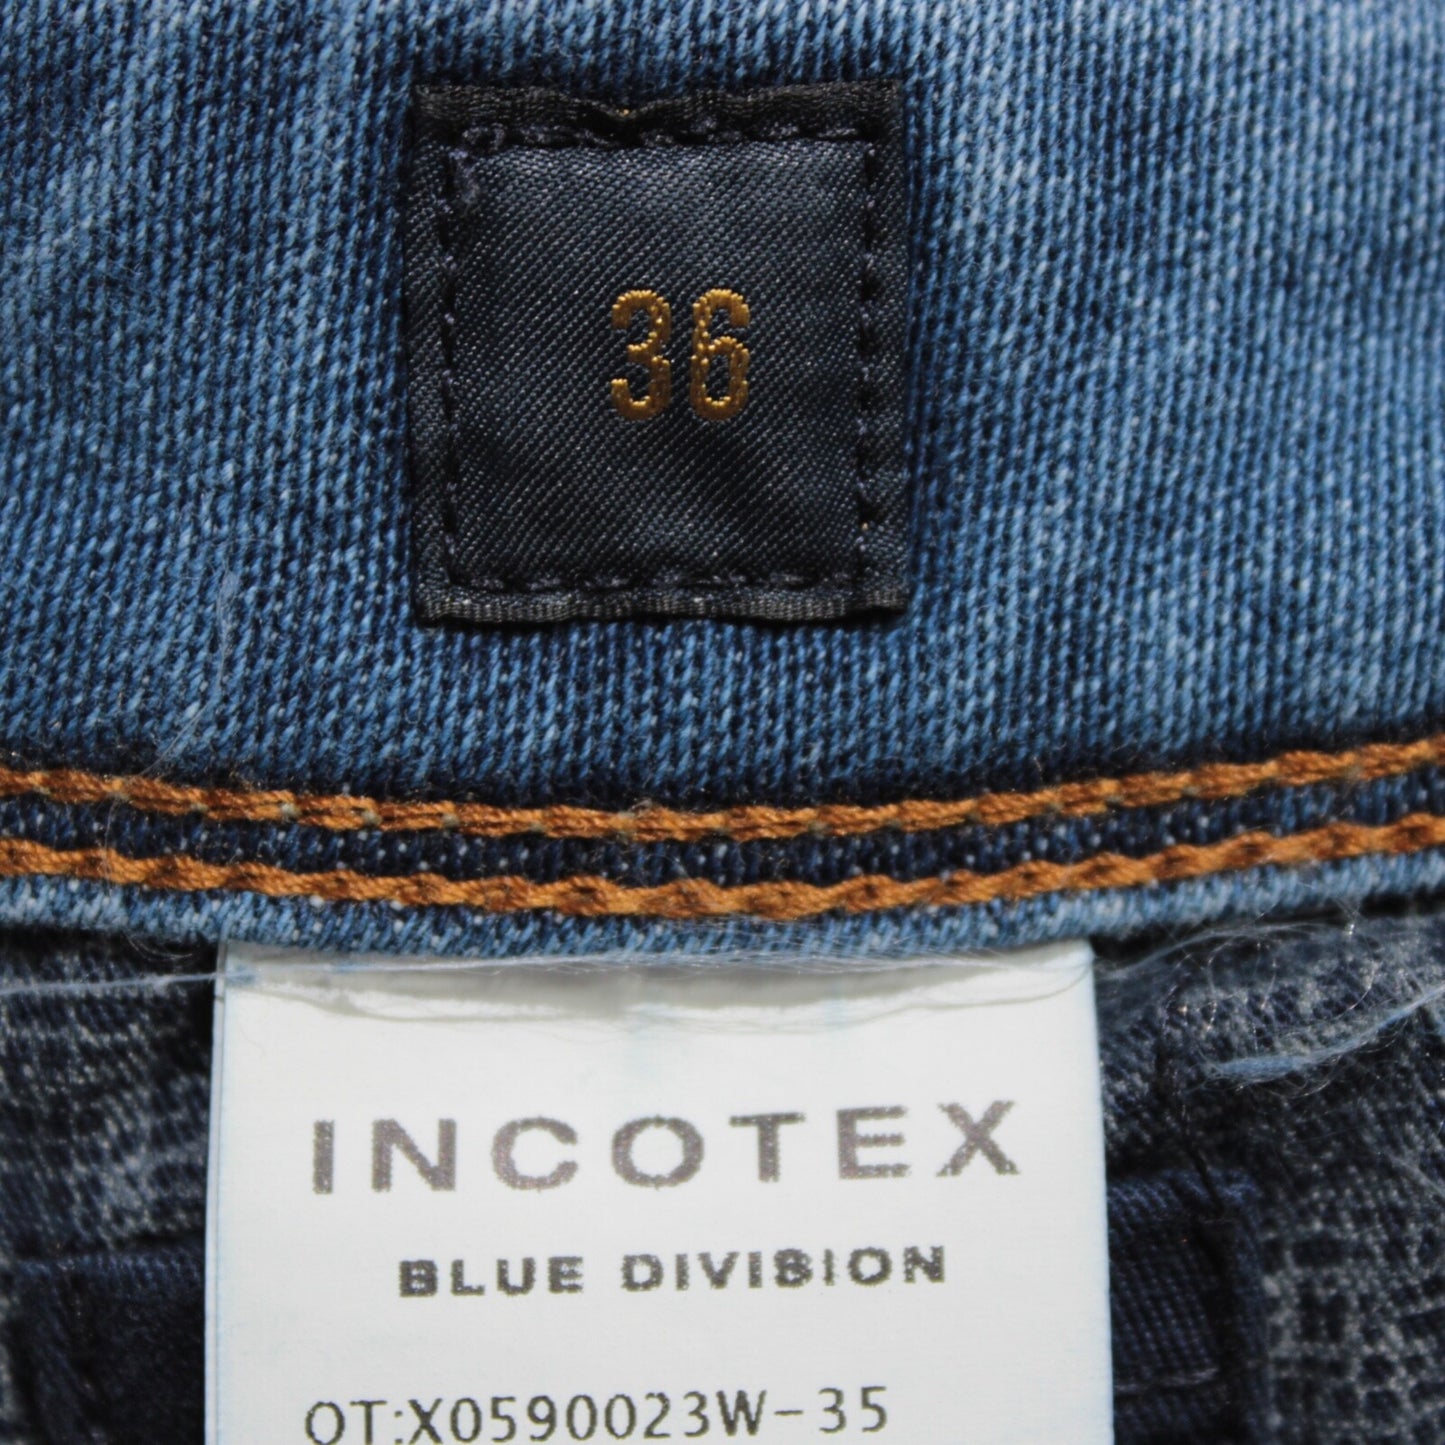 36
INCOTEX
BLUE DIVISION
OT:X0590023W-35